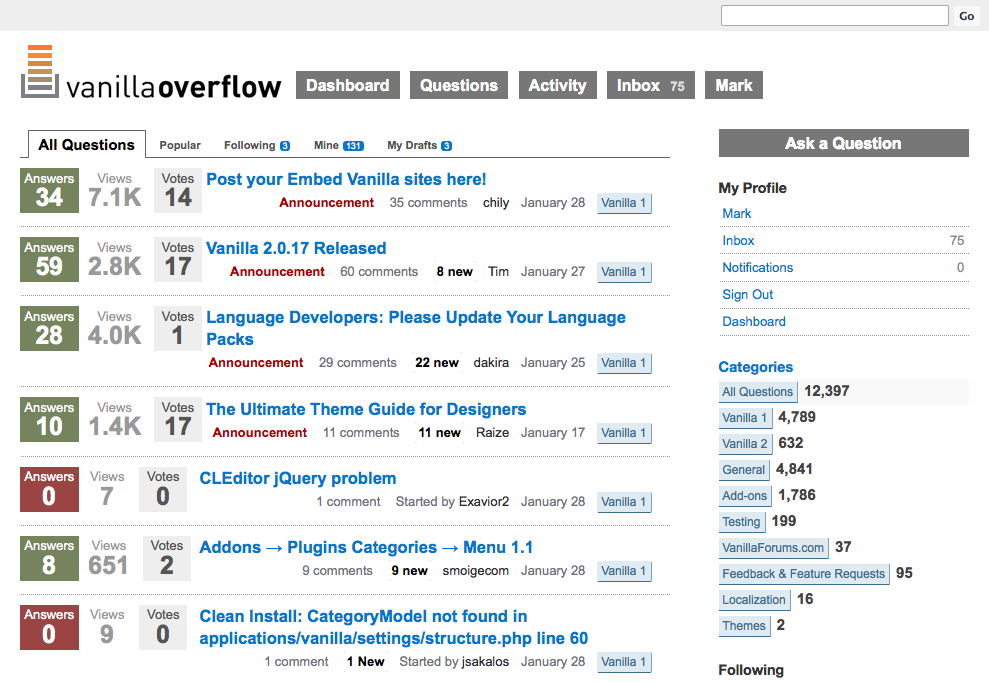 Go
vanillaoverflow
Dashboard Questions Activity Inbox 75 Mark
All Questions Popular Following 3 Mine 131 My Drafts 3
Answers 34 Views 7.1K Votes 14 Post your Embed Vanilla sites here!
Announcement 35 comments chily January 28 Vanilla 1
Answers 59 Views 2.8K Votes 17 Vanilla 2.0.17 Released
Announcement 60 comments 8 new Tim January 27 Vanilla 1
Answers 28 Views 4.0K Votes 1 Language Developers: Please Update Your Language
Packs
Announcement 29 comments 22 new dakira January 25 Vanilla 1
Answers 10 Views 1.4K Votes 17 The Ultimate Theme Guide for Designers
Announcement 11 comments 11 new Raize January 17 Vanilla 1
Answers 0 Views 7 Votes 0 CLEditor jQuery problem
1 comment Started by Exavior2 January 28 Vanilla 1
Answers 8 Views 651 Votes 2 Addons → Plugins Categories → Menu 1.1
9 comments 9 new smoigecom January 28 Vanilla 1
Answers 0 Views 9 Votes 0 Clean Install: CategoryModel not found in
applications/vanilla/settings/structure.php line 60
1 comment 1 New Started by jsakalos January 28 Vanilla 1
Ask a Question
My Profile
Mark
Inbox 75
Notifications 0
Sign Out
Dashboard
Categories
All Questions 12,397
Vanilla 1 4,789
Vanilla 2 632
General 4,841
Add-ons 1,786
Testing 199
VanillaForums.com 37
Feedback & Feature Requests 95
Localization 16
Themes 2
Following